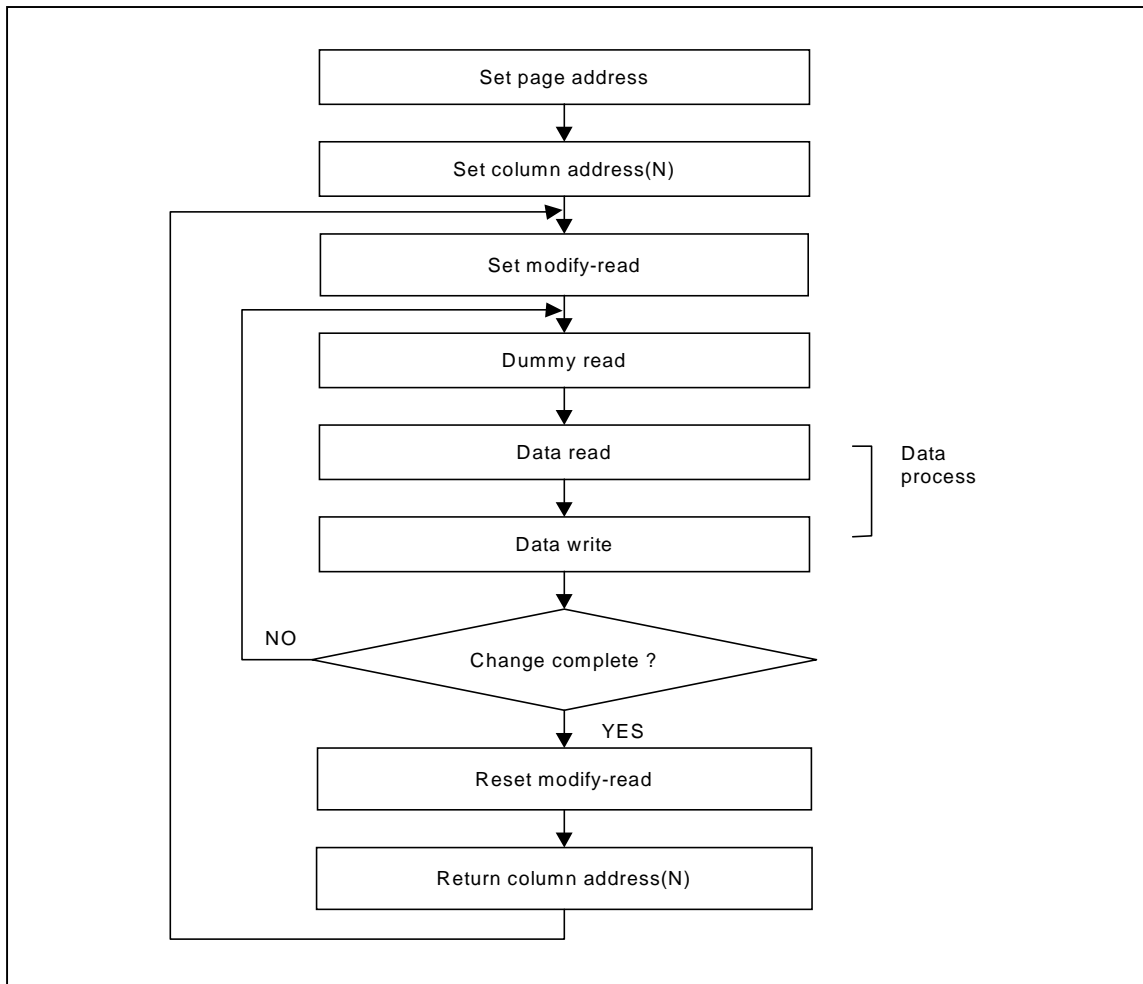 Set page address
Set column address(N)
Set modify-read
Dummy read
Data read
Data
process
Data write
NO
Change complete ?
YES
Reset modify-read
Return column address(N)